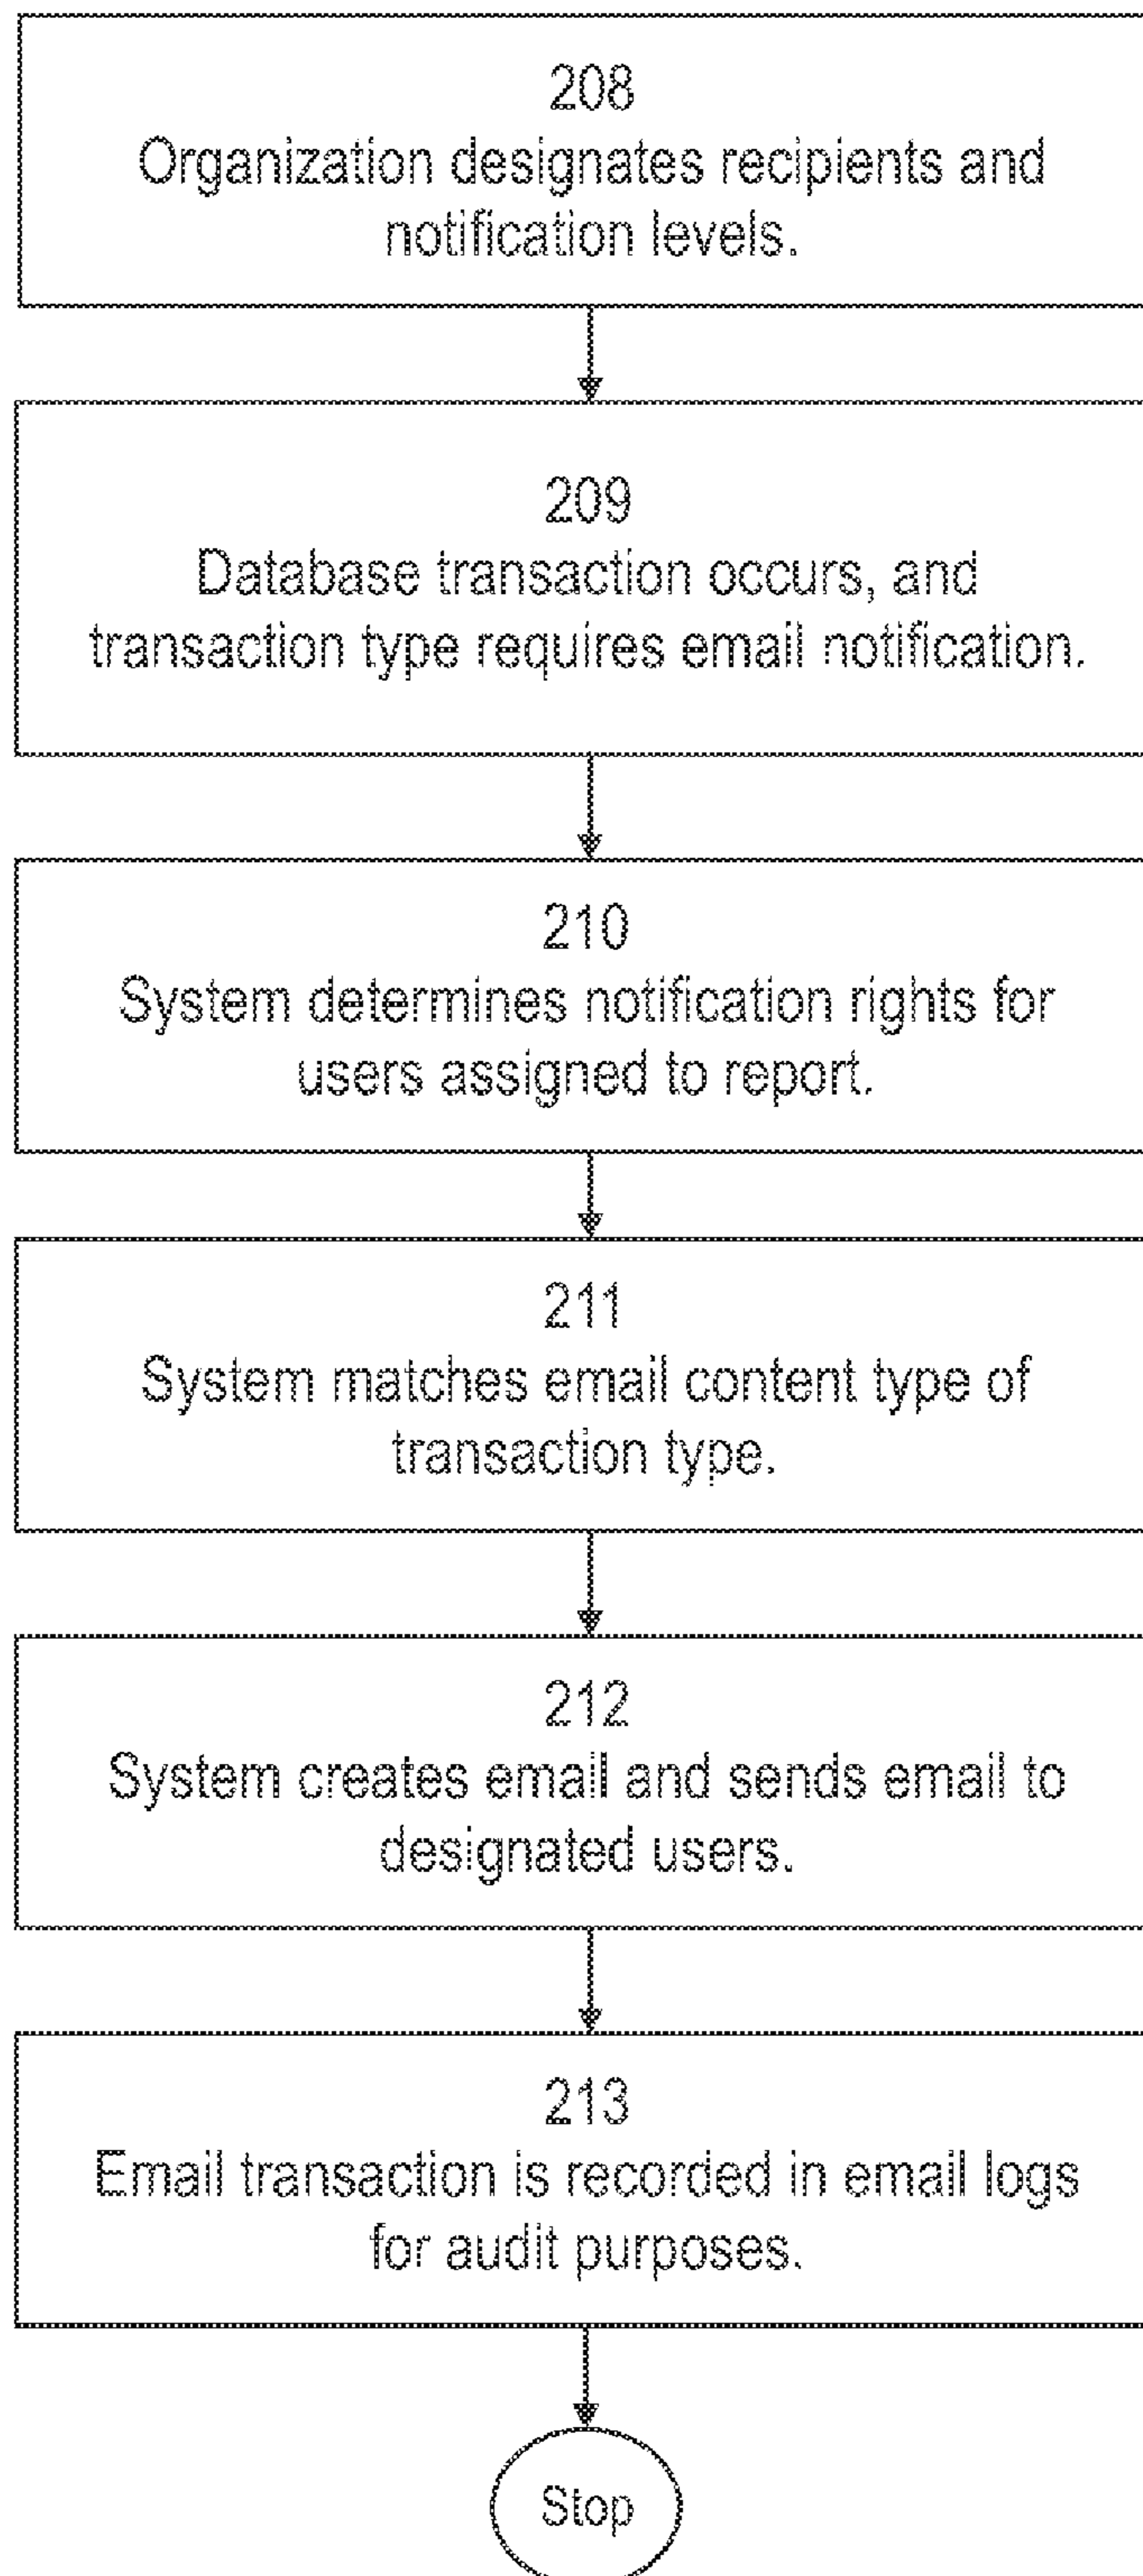 208
Organization designates recipients and
notification levels.
209
Database transaction occurs, and
transaction type requires email notification.
210
System determines notification rights for
users assigned to report.
211
System matches email content type of
transaction type.
212
System creates email and sends email to
designated users.
213
Email transaction is recorded in email logs
for audit purposes.
Stop